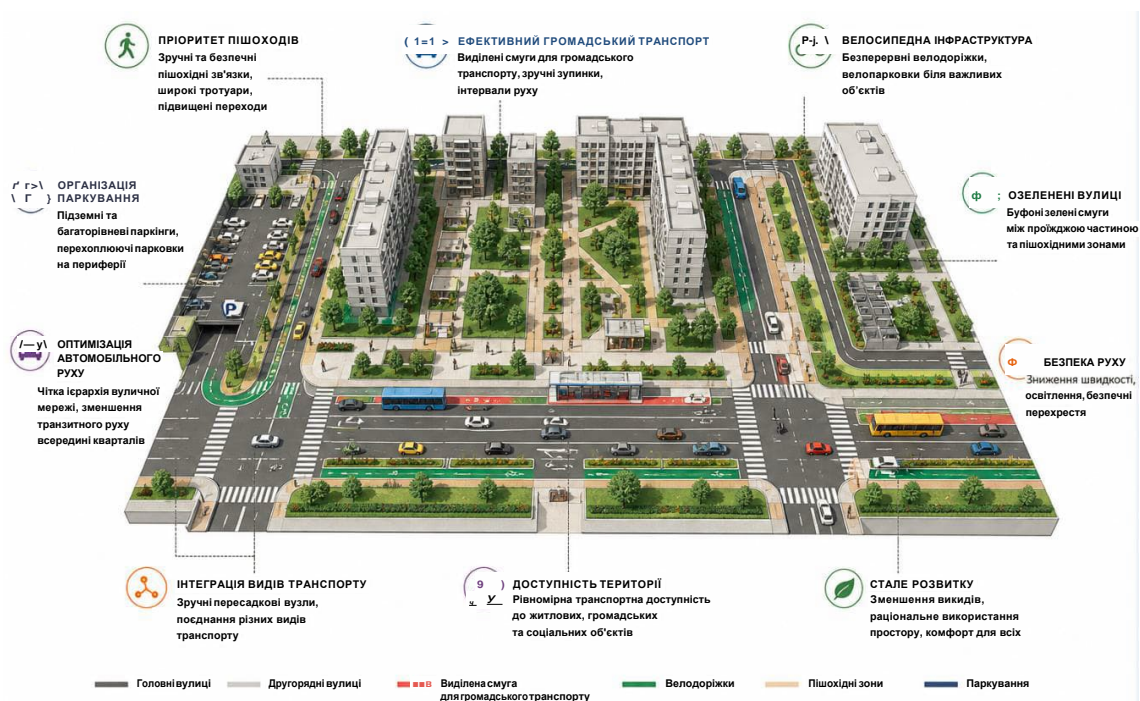 ПРІОРИТЕТ ПІШОХОДІВ
Зручні та безпечні
пішохідні зв'язки,
широкі тротуари,
підвищені переходи
( 1=1 > ЕФЕКТИВНИЙ ГРОМАДСЬКИЙ ТРАНСПОРТ
Виділені смуги для громадського
транспорту, зручні зупинки,
інтервали руху
Р-j. \ ВЕЛОСИПЕДНА ІНФРАСТРУКТУРА
Безперервні велодоріжки,
велопарковки біля важливих
об’єктів
ОРГАНІЗАЦІЯ
ПАРКУВАННЯ
Підземні та
багаторівневі паркінги,
перехоплюючі парковки
на периферії
ф ; ОЗЕЛЕНЕНІ ВУЛИЦІ
Буфоні зелені смуги
між проїжджою частиною
та пішохідними зонами
P
/—у\ ОПТИМІЗАЦІЯ
АВТОМОБІЛЬНОГО
РУХУ
Чітка ієрархія вуличної
мережі, зменшення
транзитного руху
всередині кварталів
Ф БЕЗПЕКА РУХУ
Зниження швидкості,
освітлення, безпечні
перехрестя
ІНТЕГРАЦІЯ ВИДІВ ТРАНСПОРТУ
Зручні пересадкові вузли,
поєднання різних видів
транспорту
9 ) ДОСТУПНІСТЬ ТЕРИТОРІЇ
ч У Рівномірна транспортна доступність
до житлових, громадських
та соціальних об'єктів
СТАЛЕ РОЗВИТКУ
Зменшення викидів,
раціональне використання
простору, комфорт для всіх
Головні вулиці
Другорядні вулиці
в Виділена смуга
для громадського транспорту
Велодоріжки
Пішохідні зони
Паркування